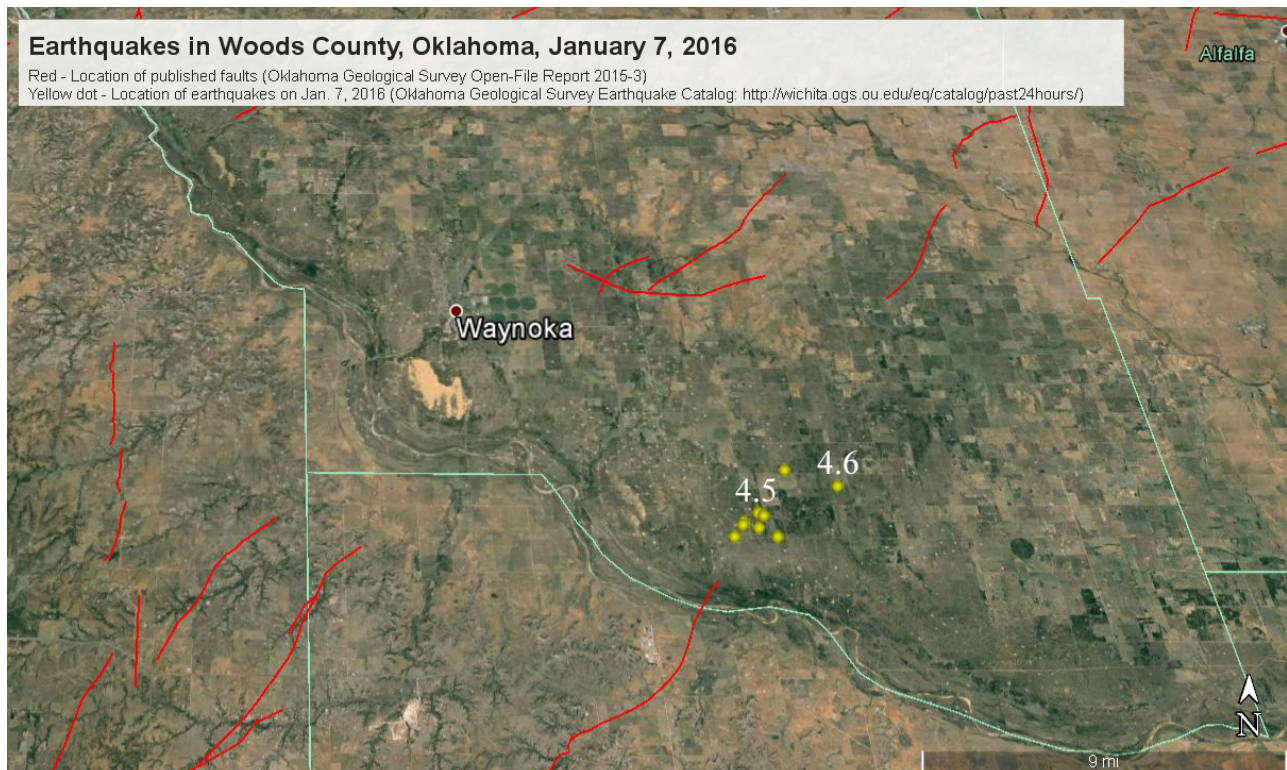 Earthquakes in Woods County, Oklahoma, January 7, 2016
Red - Location of published faults (Oklahoma Geological Survey Open-File Report 2015-3)
Yellow dot - Location of earthquakes on Jan. 7, 2016 (Oklahoma Geological Survey Earthquake Catalog: http://wichita.ogs.ou.edu/eq/catalog/past24hours/)
Alfalfa
Waynoka
4.6
4.5
N
9 mi